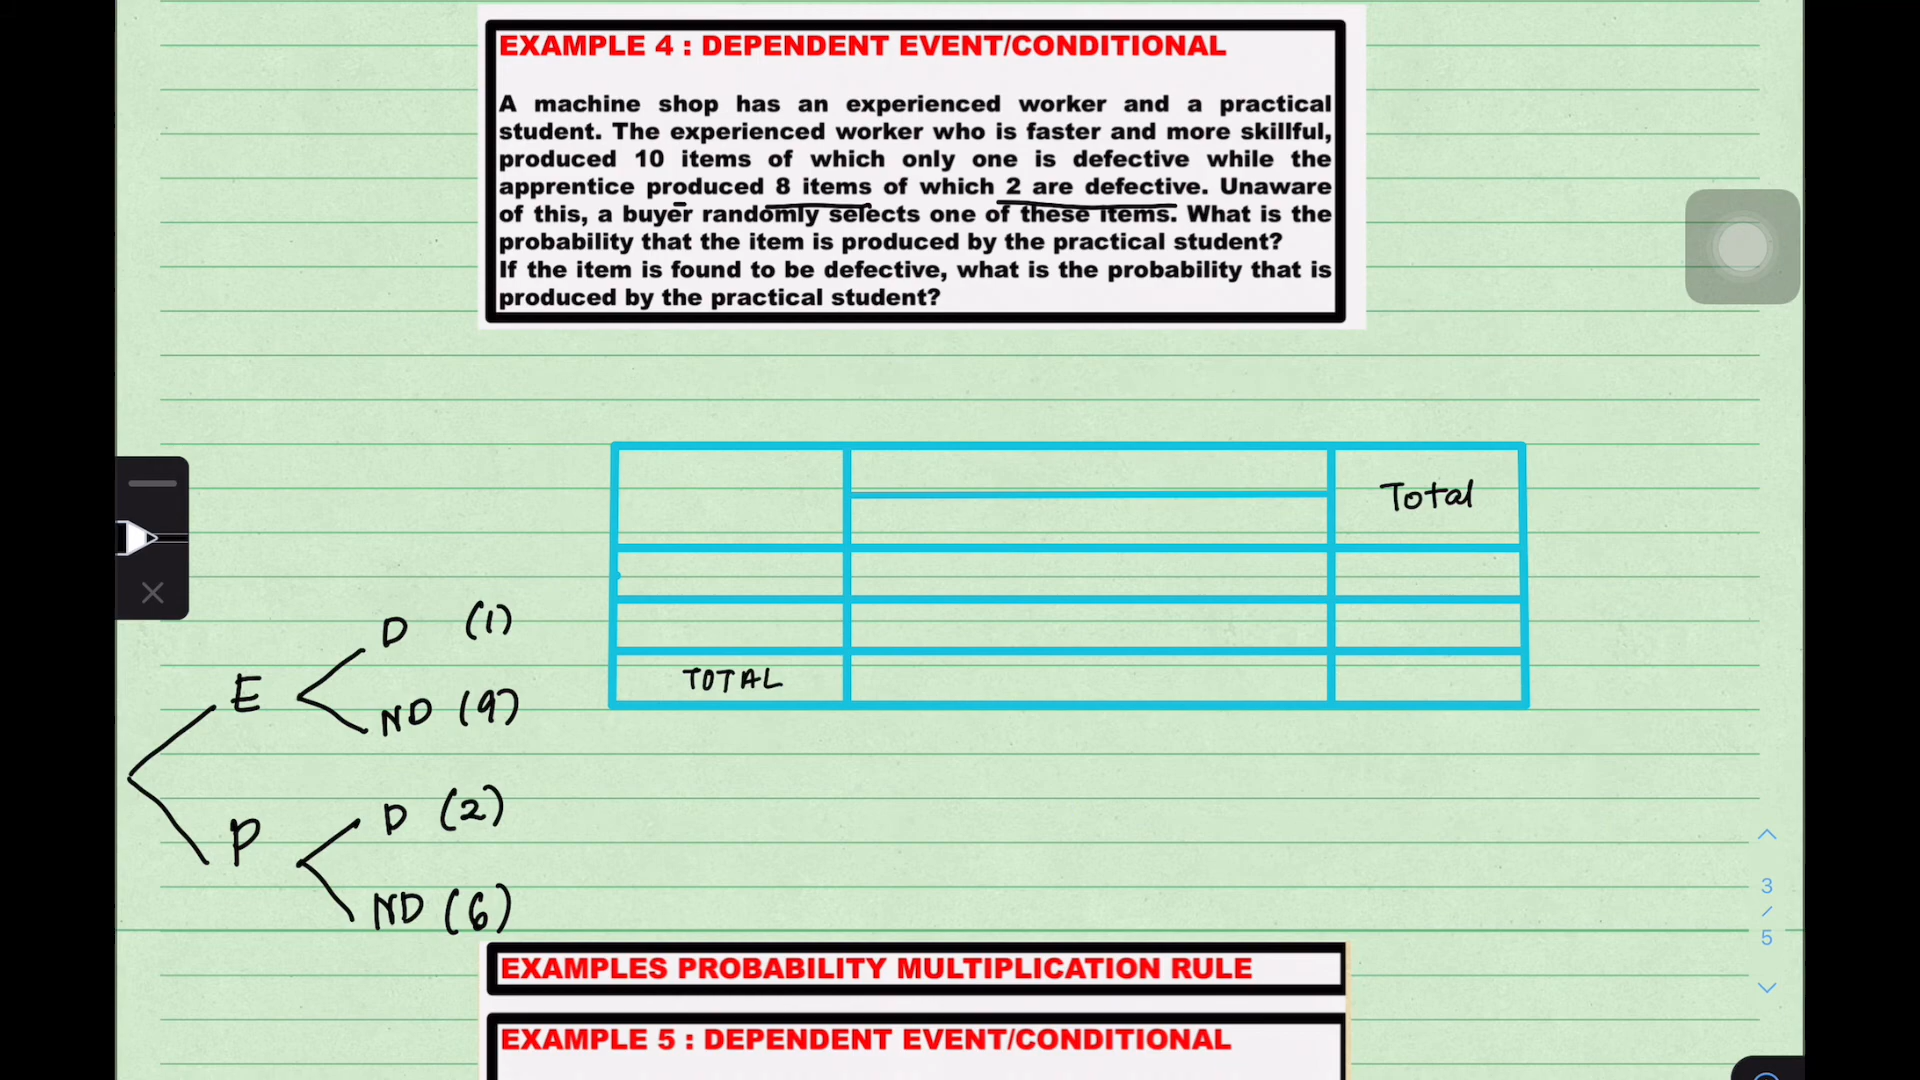 EXAMPLE 4 : DEPENDENT EVENT/CONDITIONAL
A machine shop has an experienced worker and a practical
student. The experienced worker who is faster and more skillful,
produced 10 items of which only one is defective while the
apprentice produced 8 items of which 2 are defective. Unaware
of this, a buyer randomly selects one of these items. What is the
probability that the item is produced by the practical student?
If the item is found to be defective, what is the probability that is
produced by the practical student?
Total
TOTAL
D (1)
E
ND (9)
D (2)
P
ND (6)
3
/
5
EXAMPLES PROBABILITY MULTIPLICATION RULE
EXAMPLE 5 : DEPENDENT EVENT/CONDITIONAL